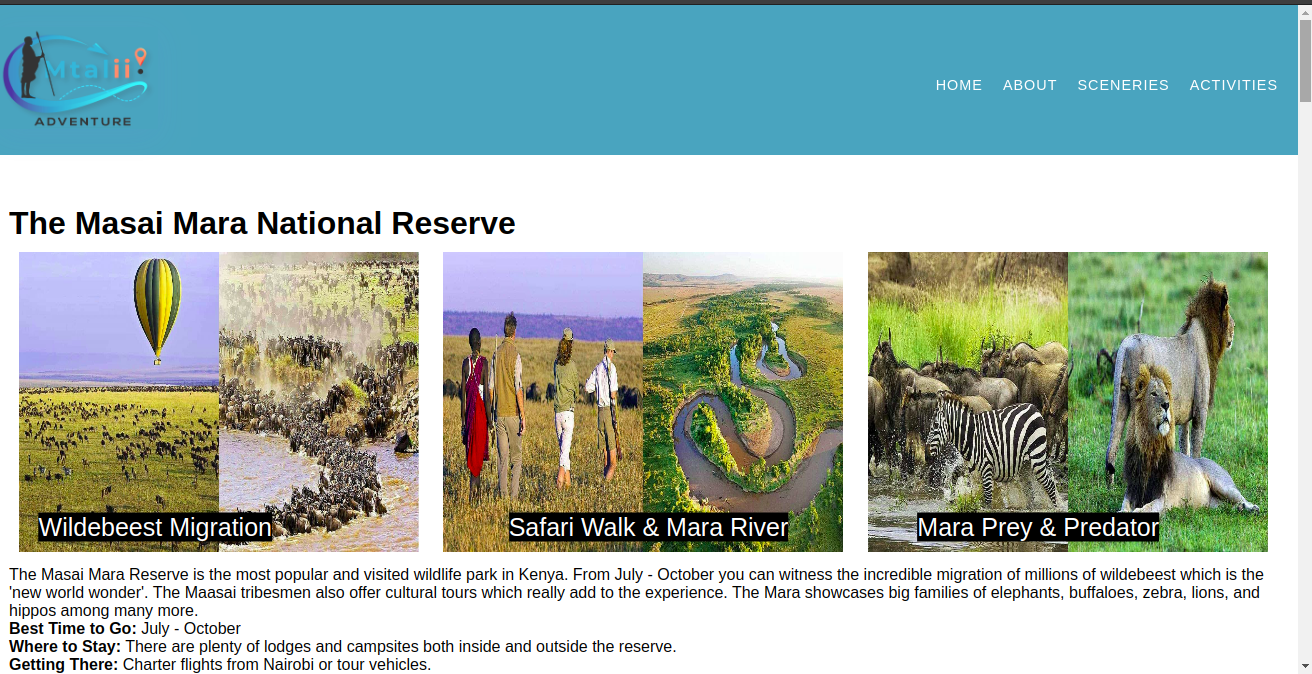 Mtalii
ADVENTURE
HOME ABOUT SCENERIES ACTIVITIES
The Masai Mara National Reserve
Wildebeest Migration
Safari Walk & Mara River
Mara Prey & Predator
The Masai Mara Reserve is the most popular and visited wildlife park in Kenya. From July - October you can witness the incredible migration of millions of wildebeest which is the
'new world wonder'. The Maasai tribesmen also offer cultural tours which really add to the experience. The Mara showcases big families of elephants, buffaloes, zebra, lions, and
hippos among many more.
Best Time to Go: July - October
Where to Stay: There are plenty of lodges and campsites both inside and outside the reserve.
Getting There: Charter flights from Nairobi or tour vehicles.